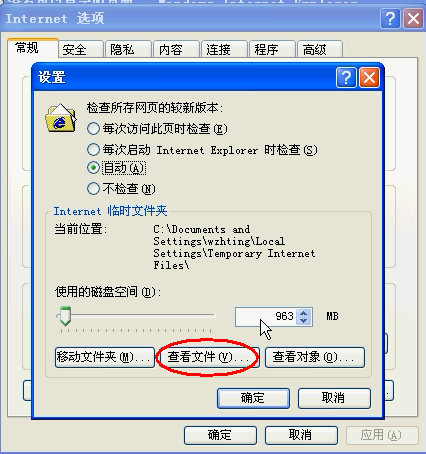 Internet 选项
常规 安全 隐私 内容 连接 程序 高级
设置
检查所存网页的较新版本:
每次访问此页时检查(E)
每次启动 Internet Explorer 时检查(S)
自动(A)
不检查(N)
Internet 临时文件夹
当前位置: C:\Documents and
Settings\wzhting\Local
Settings\Temporary Internet
Files\
使用的磁盘空间(D):
963 MB
移动文件夹(M)... 查看文件(V)... 查看对象(O)...
确定 取消
确定 取消 应用(A)